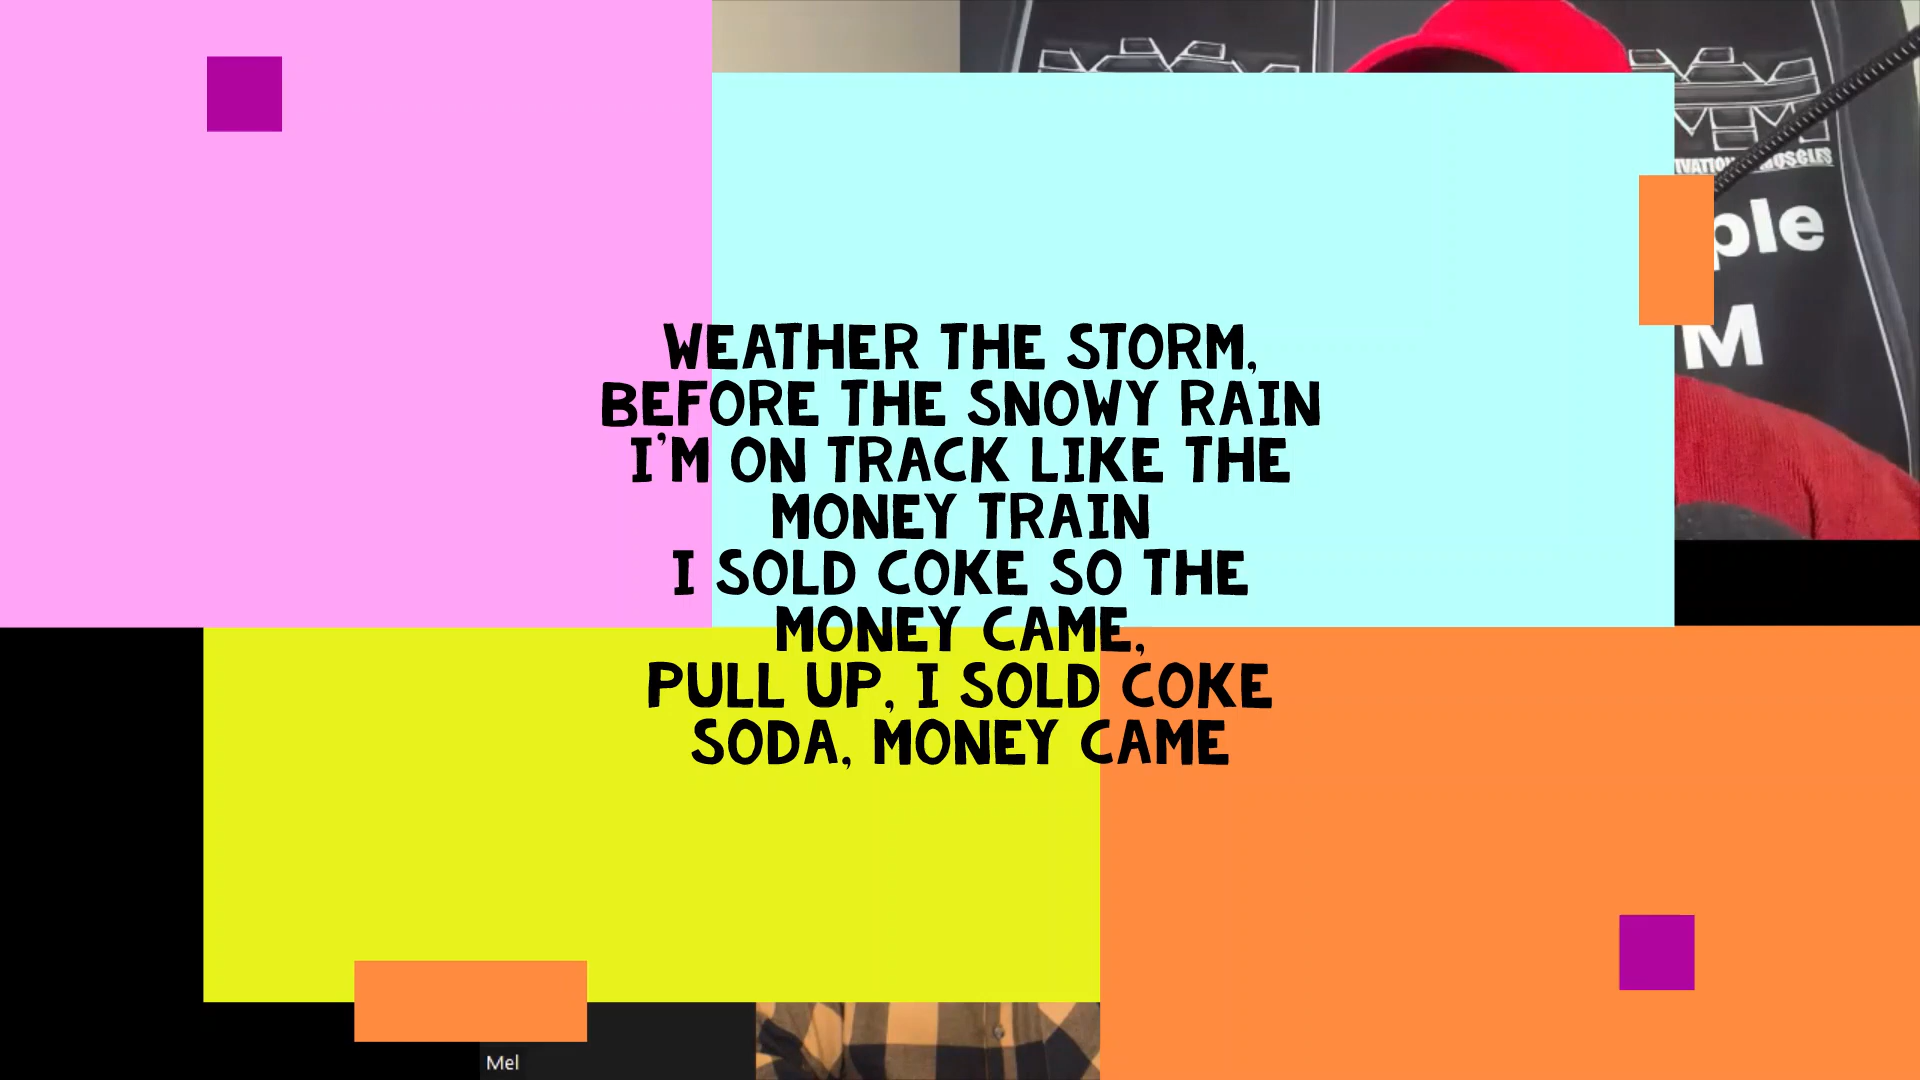 WEATHER THE STORM,
BEFORE THE SNOWY RAIN
I'M ON TRACK LIKE THE
MONEY TRAIN
I SOLD COKE SO THE
MONEY CAME,
PULL UP, I SOLD COKE
SODA, MONEY CAME
MUSCLES
ple
M
Mel